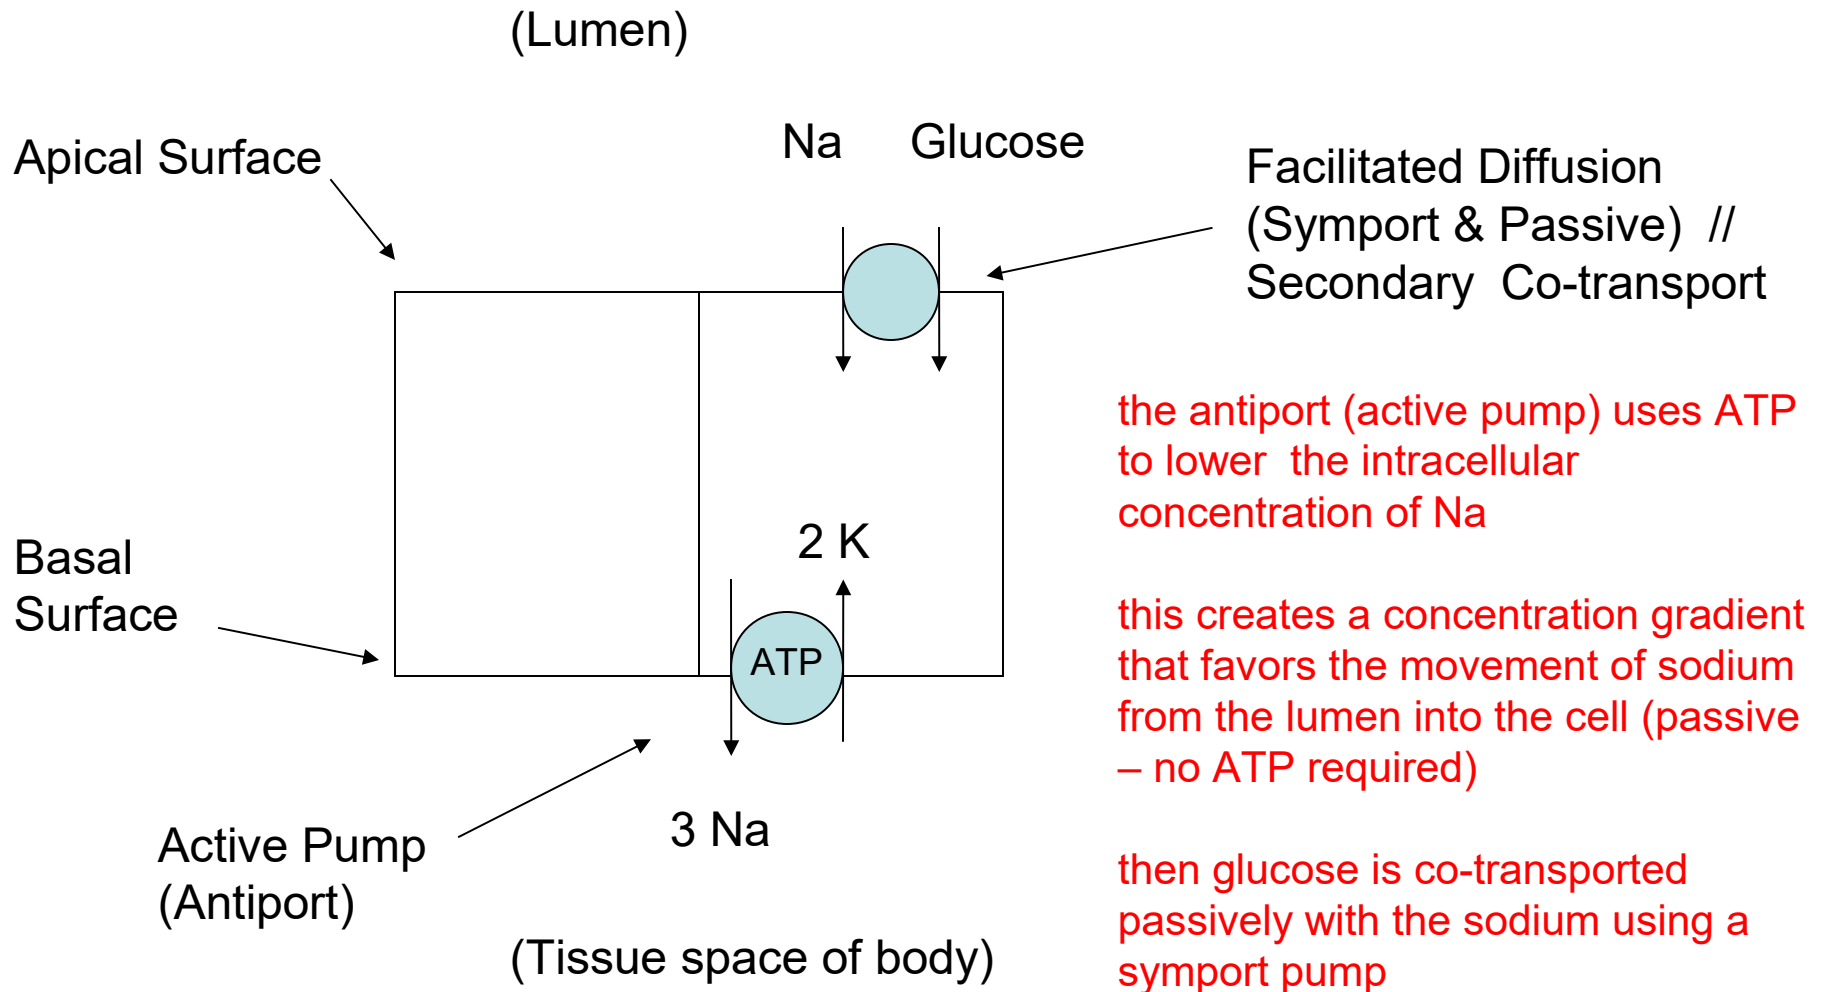 (Lumen)
Apical Surface
Na Glucose
Facilitated Diffusion
(Symport & Passive) //
Secondary Co-transport
the antiport (active pump) uses ATP
to lower the intracellular
concentration of Na
2 K
Basal
Surface
this creates a concentration gradient
that favors the movement of sodium
from the lumen into the cell (passive
– no ATP required)
ATP
3 Na
Active Pump
(Antiport)
then glucose is co-transported
passively with the sodium using a
symport pump
(Tissue space of body)